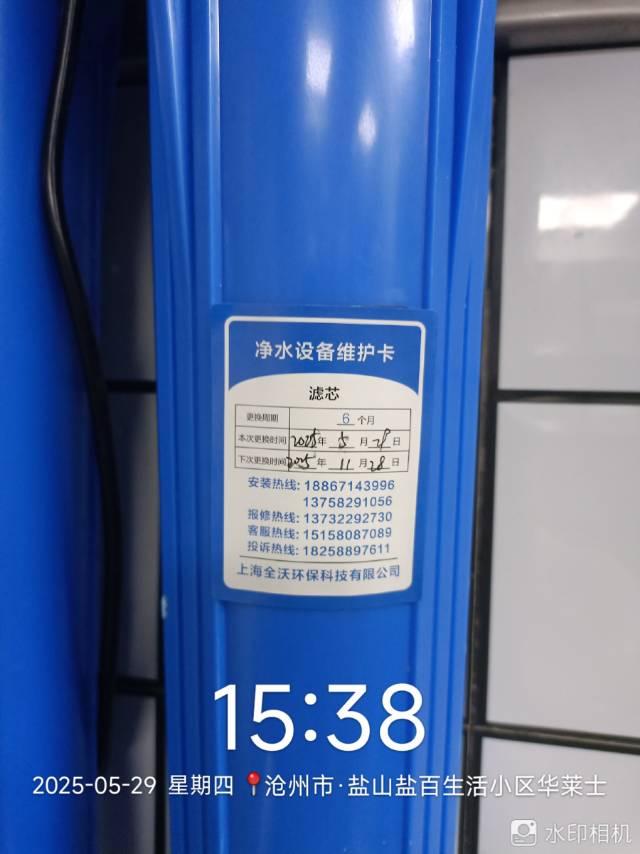 净水设备维护卡
滤芯
更换周期 6 个月
本次更换时间 2025年 5 月 29 日
下次更换时间 2025 年 11 月 28 日
安装热线: 18867143996
13758291056
报修热线: 13732292730
客服热线: 15158087089
投诉热线: 18258897611
上海全沃环保科技有限公司
15:38
2025-05-29 星期四 沧州市·盐山盐百生活小区华莱士
水印相机